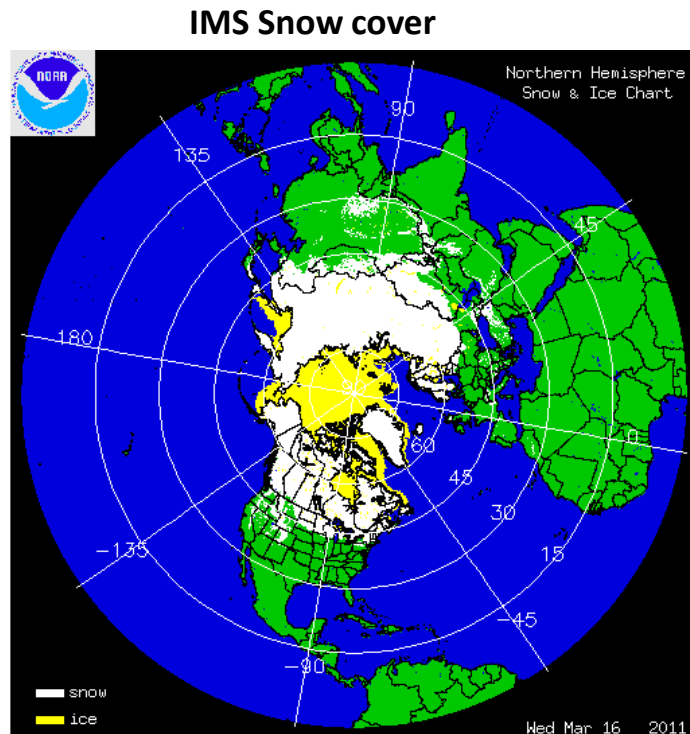 IMS Snow cover
NOAA
Northern Hemisphere
Snow & Ice Chart
90
135
45
180
0
60
45
30
15
-135
-45
-90
snow
ice
Wed Mar 16 2011